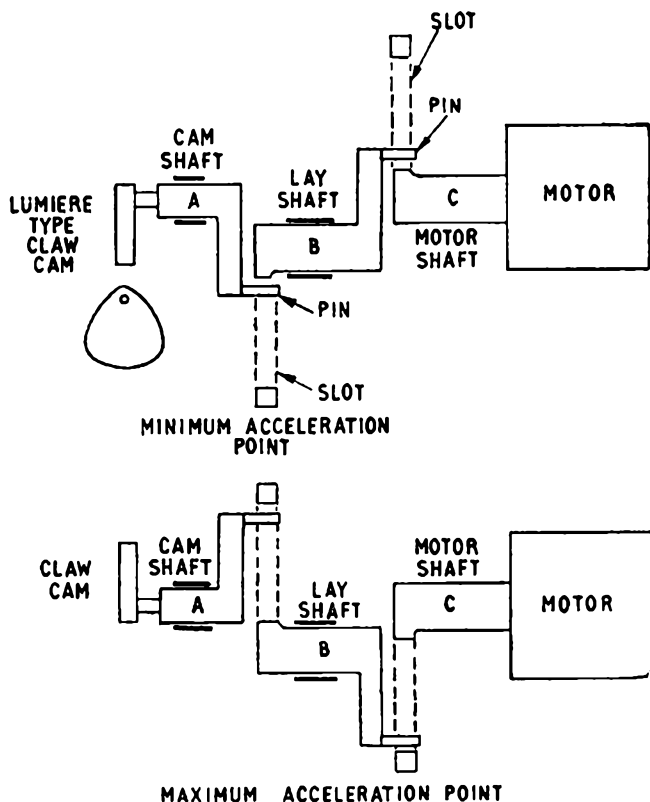 SLOT
PIN
CAM
SHAFT
LAY
SHAFT
A
B
C
MOTOR
LUMIERE
TYPE
CLAW
CAM
MOTOR
SHAFT
PIN
SLOT
MINIMUM ACCELERATION
POINT
CLAW
CAM
CAM
SHAFT
A
LAY
SHAFT
B
MOTOR
SHAFT
C
MOTOR
MAXIMUM ACCELERATION POINT